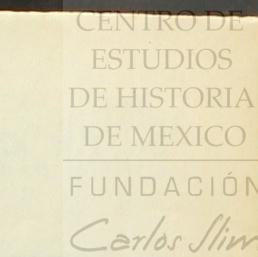 CENTRO DE
ESTUDIOS
DE HISTORIA
DE MEXICO
FUNDACIÓN
Carlos Slim